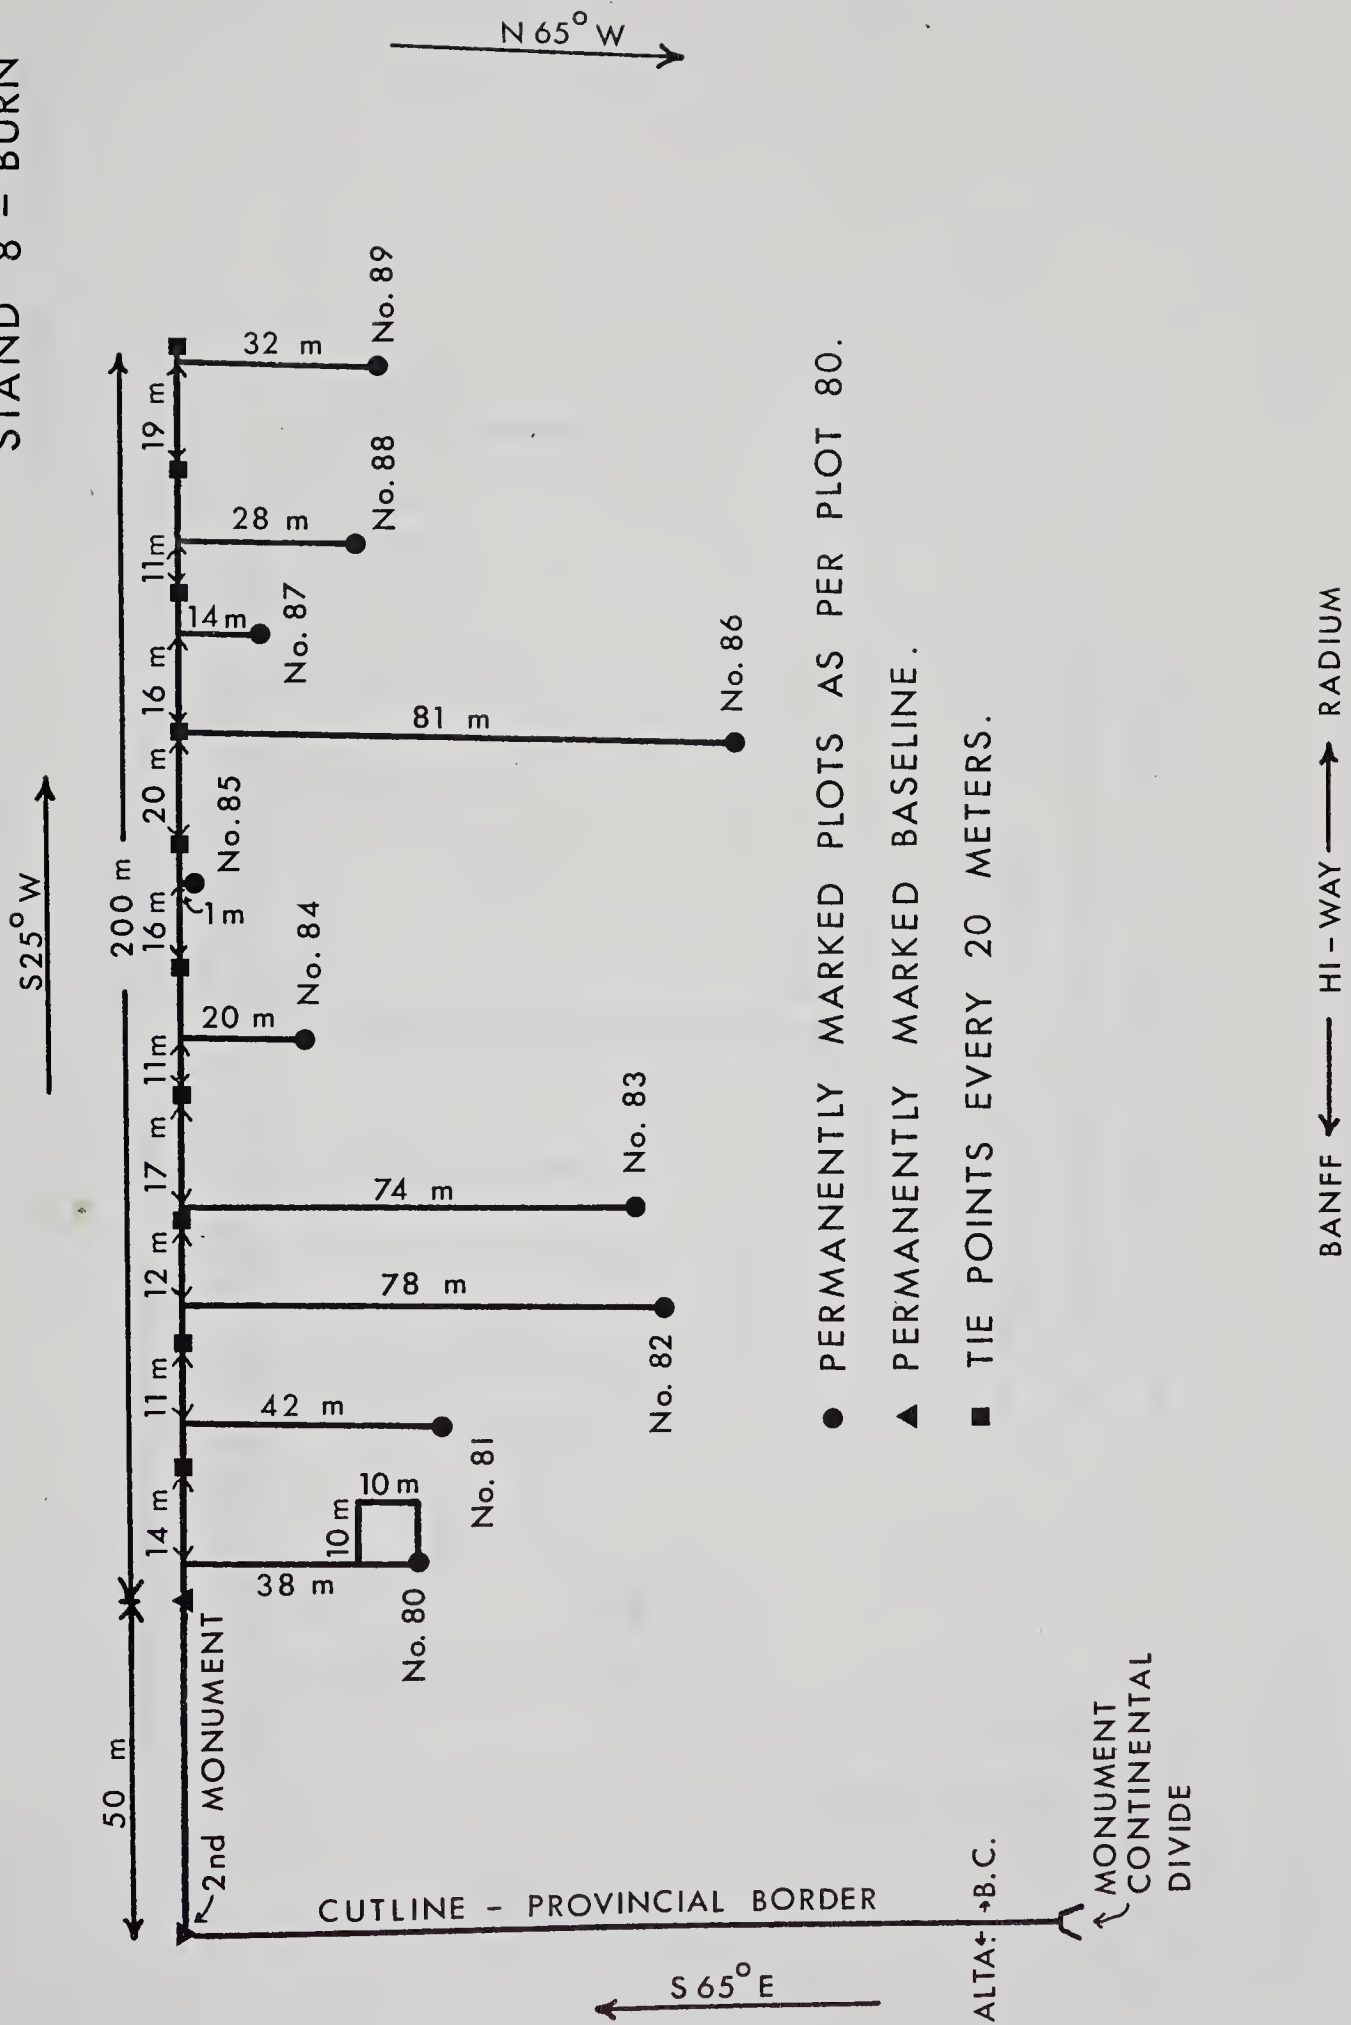 STAND 8 – BURN
N 65° W
S25° W
50 m
200 m
14 m
11 m
12 m
17 m
11m
16m
20 m
16 m
11m
19 m
38 m
10 m
10 m
42 m
78 m
74 m
20 m
1m
81 m
14 m
28 m
32 m
No. 80
No. 81
No. 82
No. 83
No. 84
No. 85
No. 86
No. 87
No. 88
No. 89
2nd MONUMENT
CUTLINE – PROVINCIAL BORDER
S 65° E
ALTA. ← → B.C.
MONUMENT
CONTINENTAL
DIVIDE
● PERMANENTLY MARKED PLOTS AS PER PLOT 80.
▲ PERMANENTLY MARKED BASELINE.
■ TIE POINTS EVERY 20 METERS.
BANFF ← HI-WAY → RADIUM